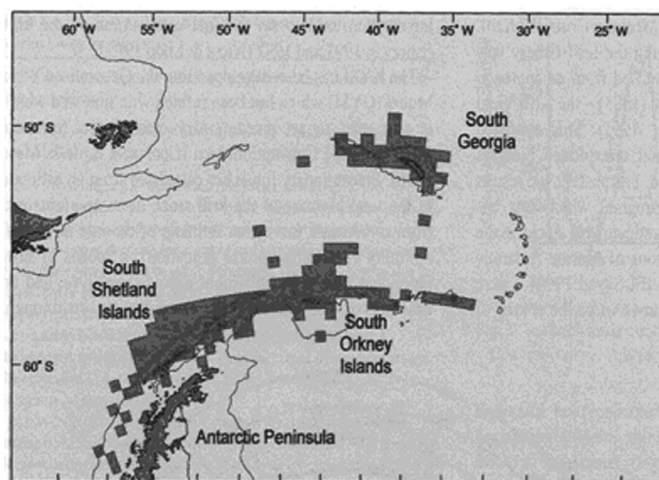 60°W 55°W 50°W 45°W 40°W 35°W 30°W 25°W
50° S
South
Georgia
South
Shetland
Islands
South
Orkney
Islands
60° S
Antarctic Peninsula